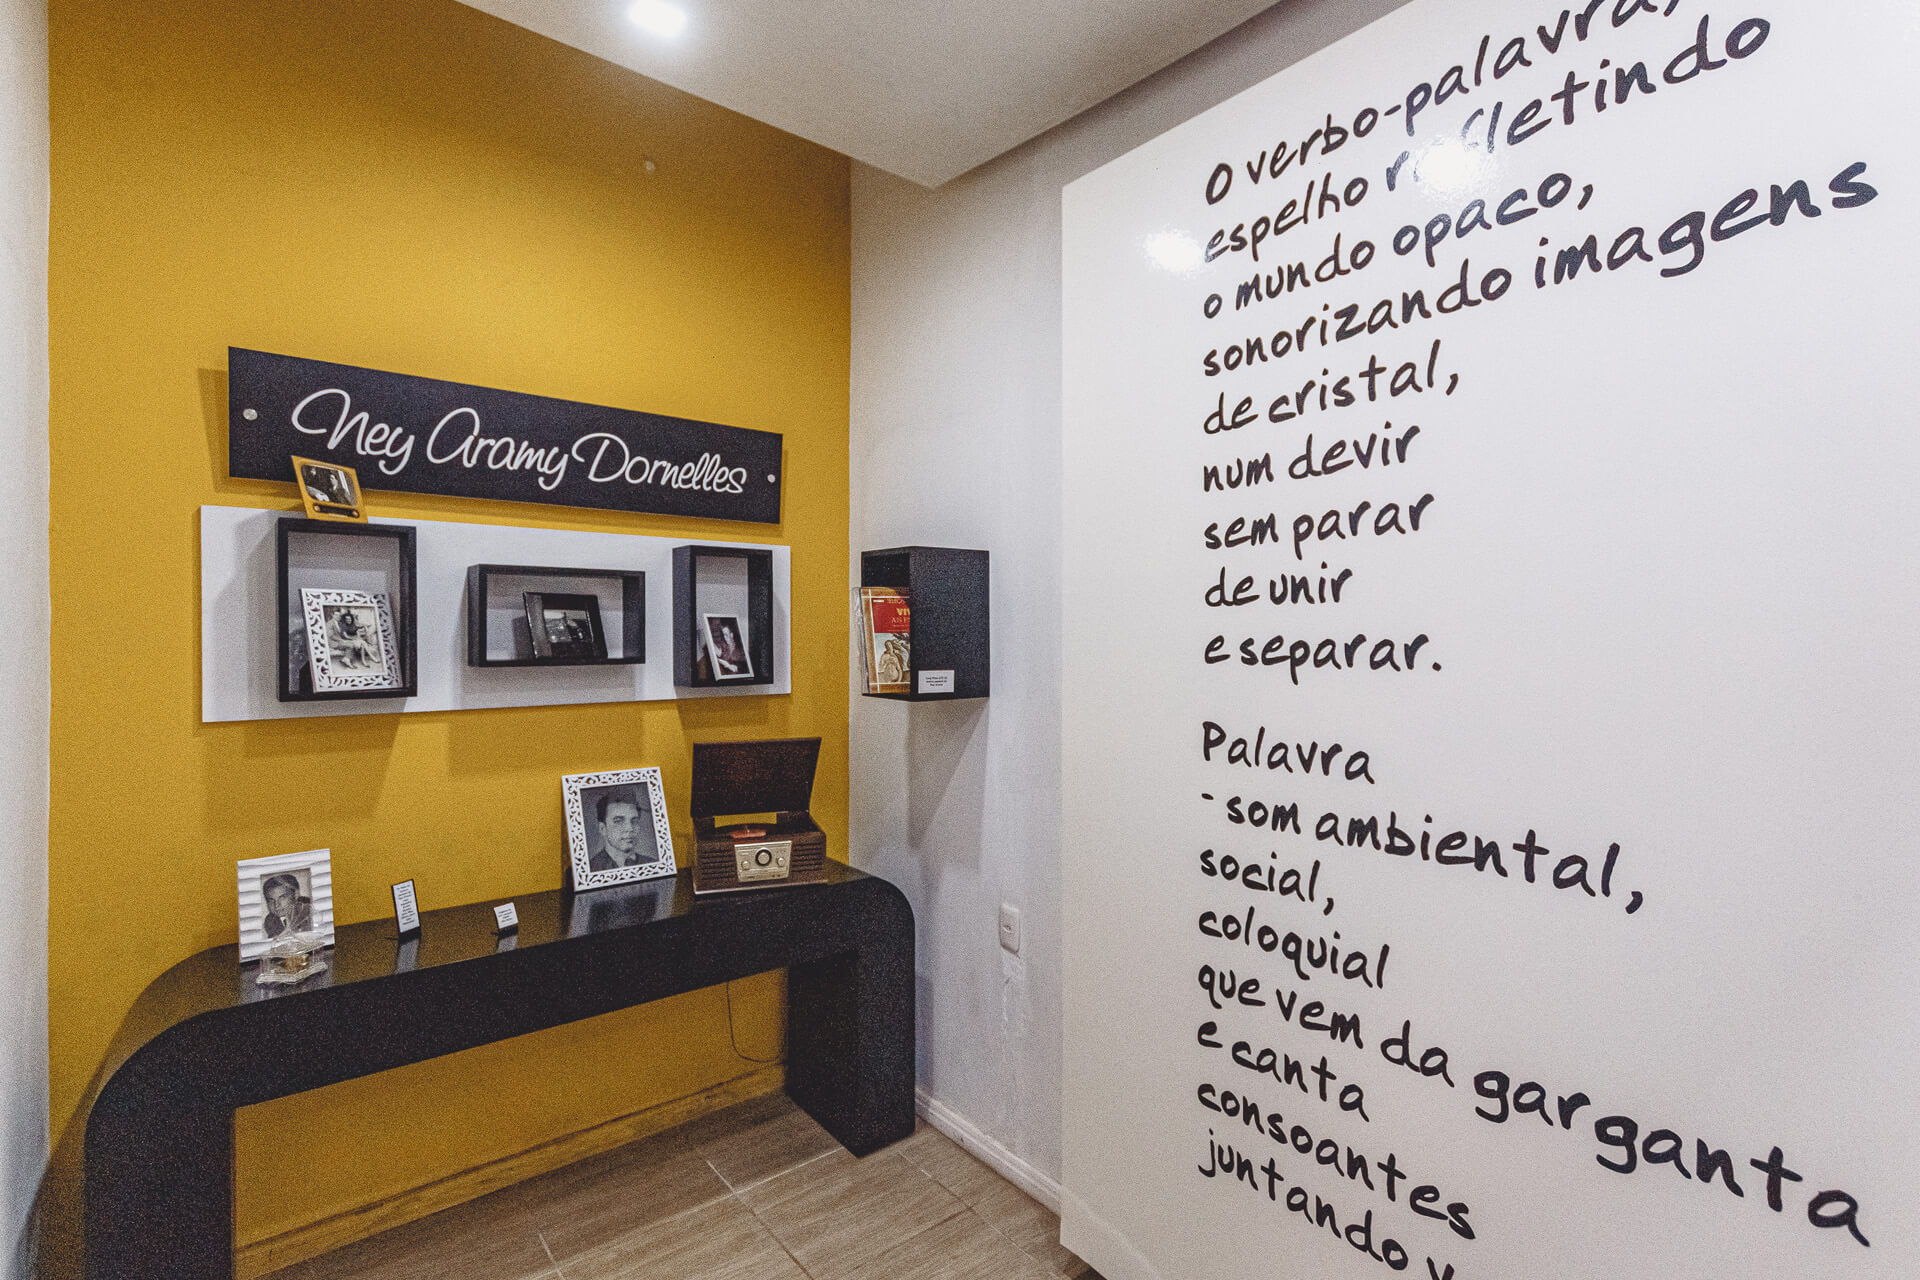 Ney Aramy Dornelles
O verbo-palavra,
espelho refletindo
o mundo opaco,
sonorizando imagens
de cristal,
num devir
sem parar
de unir
e separar.
Palavra
- som ambiental,
social,
coloquial
que vem da garganta
e canta
consoantes
juntando